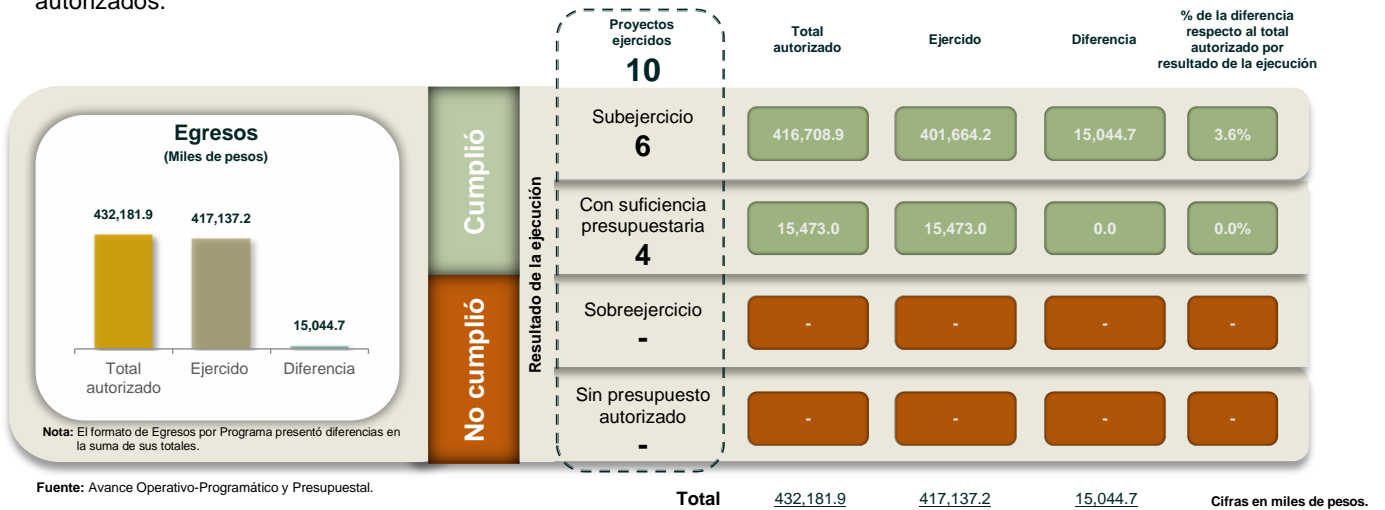 autorizados.
Proyectos
ejercidos
10
Total
autorizado
Ejercido
Diferencia
% de la diferencia
respecto al total
autorizado por
resultado de la ejecución
Egresos
(Miles de pesos)
432,181.9
417,137.2
15,044.7
Total
autorizado
Ejercido
Diferencia
Nota: El formato de Egresos por Programa presentó diferencias en
la suma de sus totales.
Cumplió
No cumplió
Resultado de la ejecución
Subejercicio
6
416,708.9
401,664.2
15,044.7
3.6%
Con suficiencia
presupuestaria
4
15,473.0
15,473.0
0.0
0.0%
Sobreejercicio
-
-
-
-
-
Sin presupuesto
autorizado
-
-
-
-
-
Fuente: Avance Operativo-Programático y Presupuestal.
Total
432,181.9
417,137.2
15,044.7
Cifras en miles de pesos.